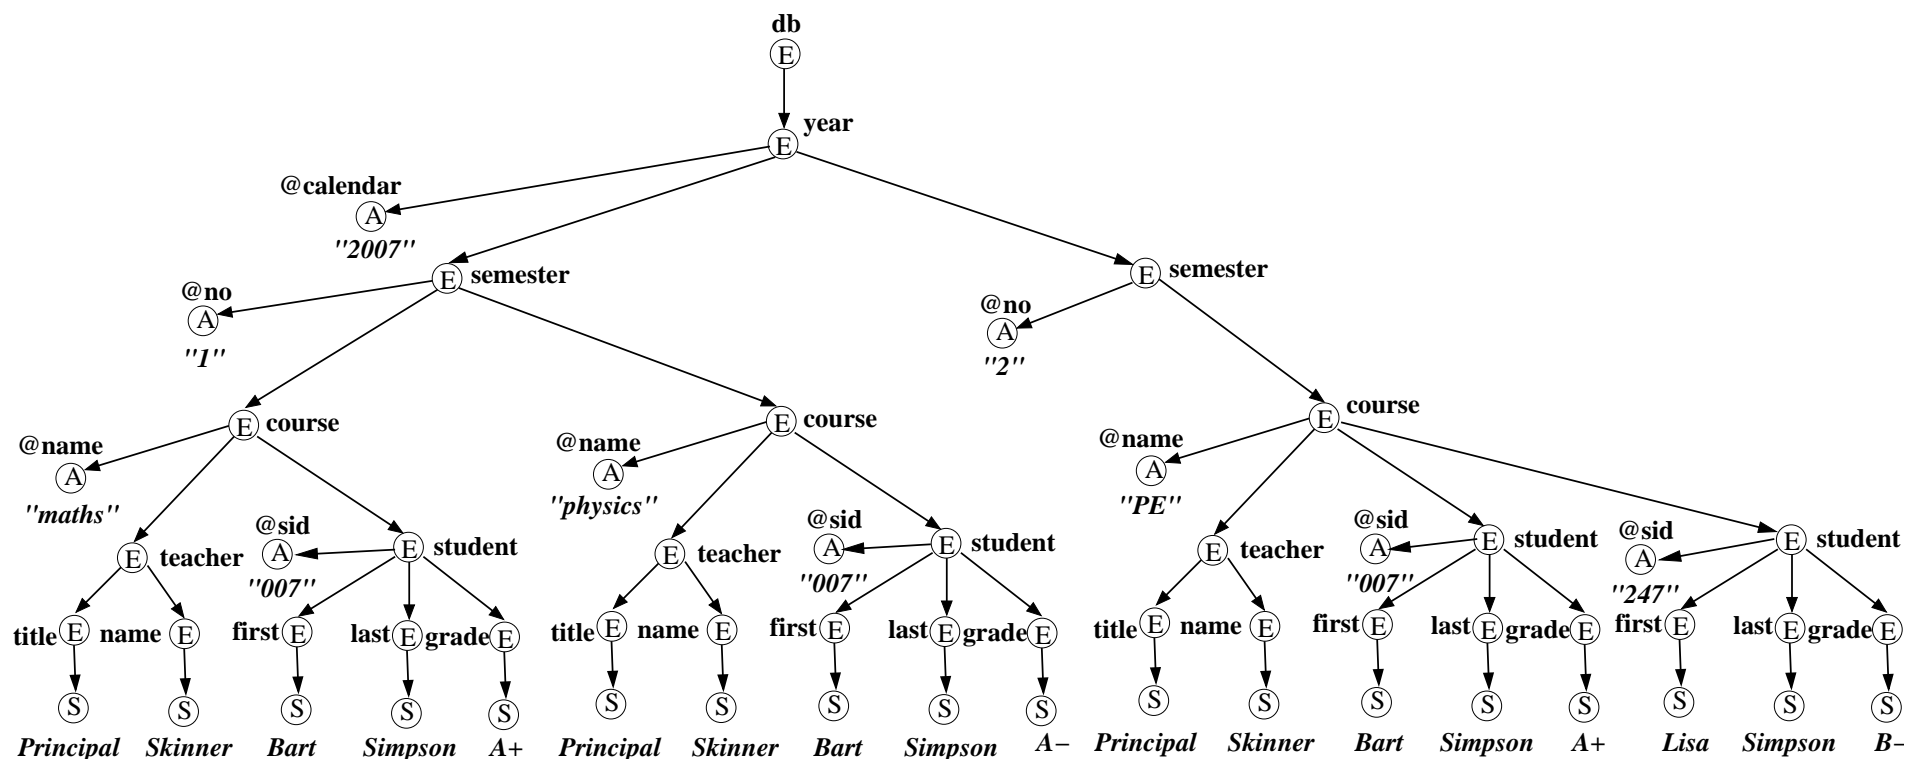 db
E
year
E
@calendar
A
"2007"
E semester
E semester
@no
A
"1"
@no
A
"2"
E course
E course
E course
@name
A
"maths"
@name
A
"physics"
@name
A
"PE"
E teacher
@sid
A
"007"
E student
E teacher
@sid
A
"007"
E student
E teacher
@sid
A
"007"
E student
@sid
A
"247"
E student
title E name E first E last E grade E title E name E first E last E grade E title E name E first E last E grade E first E last E grade E
S S S S S S S S S S S S S S S S S S
Principal Skinner Bart Simpson A+ Principal Skinner Bart Simpson A− Principal Skinner Bart Simpson A+ Lisa Simpson B−